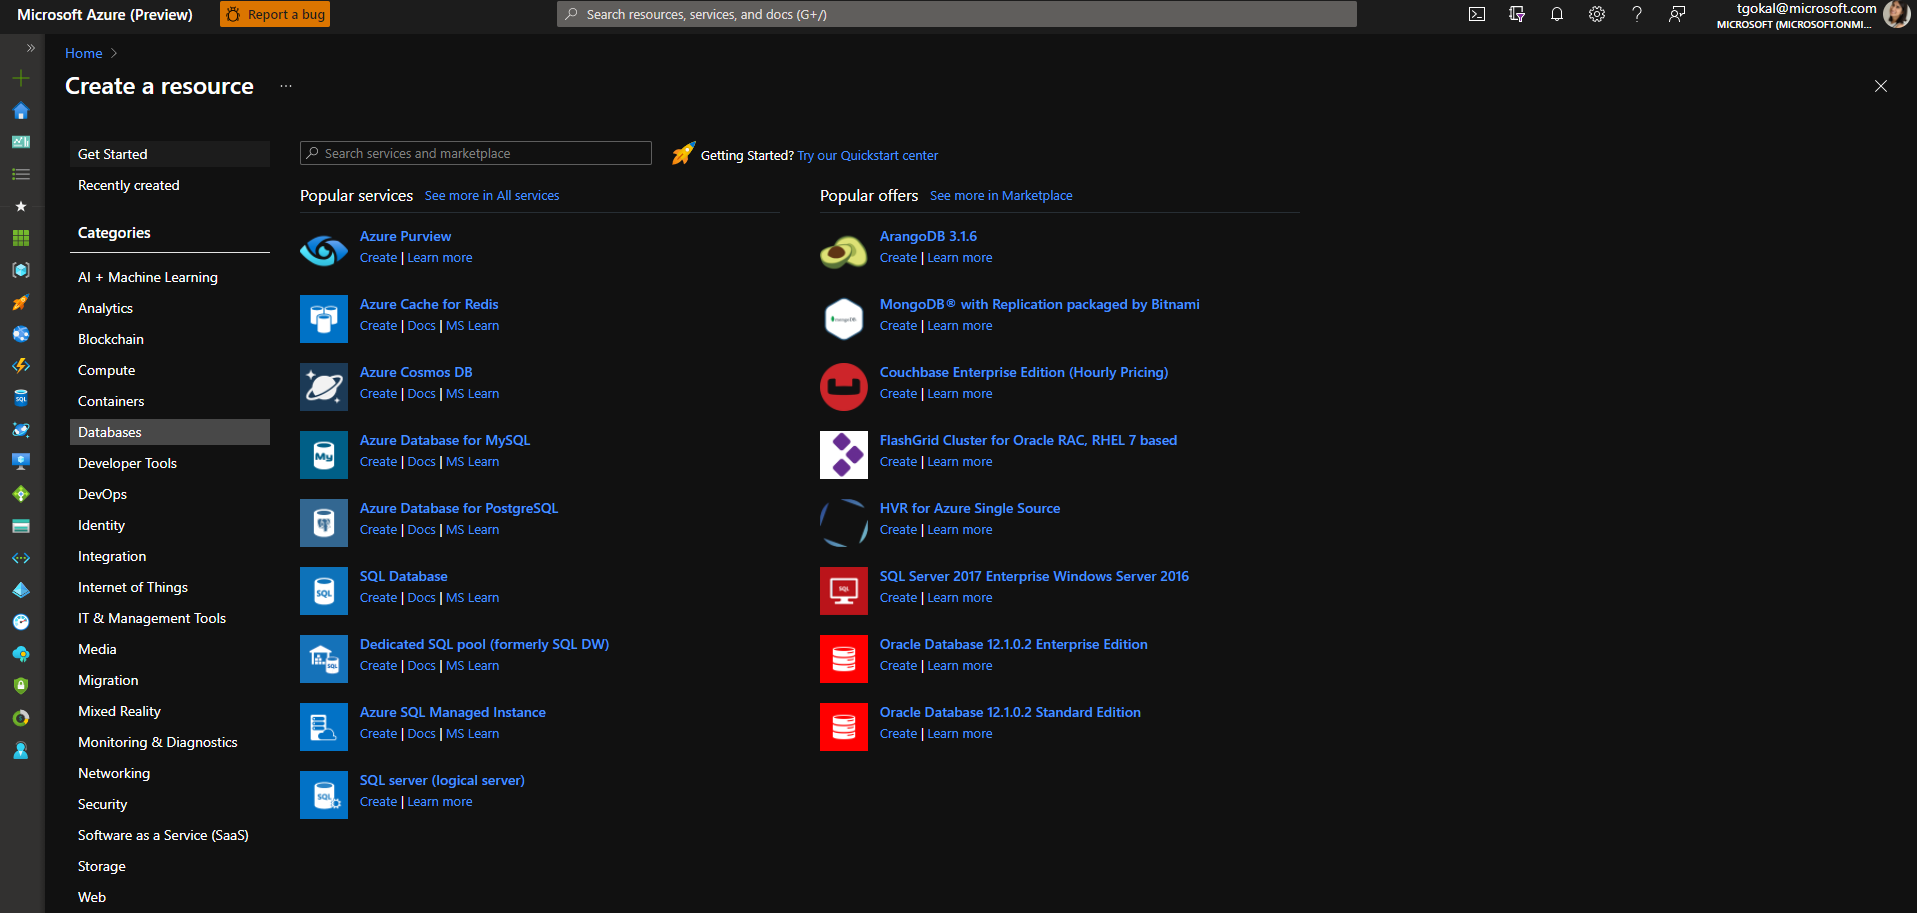 Microsoft Azure (Preview)
Report a bug
Search resources, services, and docs (G+/)
tgokal@microsoft.com
MICROSOFT (MICROSOFT.ONMI...
Home
Create a resource
...
Get Started
Recently created
Categories
AI + Machine Learning
Analytics
Blockchain
Compute
Containers
Databases
Developer Tools
DevOps
Identity
Integration
Internet of Things
IT & Management Tools
Media
Migration
Mixed Reality
Monitoring & Diagnostics
Networking
Security
Software as a Service (SaaS)
Storage
Web
Search services and marketplace
Getting Started? Try our Quickstart center
Popular services See more in All services
Azure Purview
Create | Learn more
Azure Cache for Redis
Create | Docs | MS Learn
Azure Cosmos DB
Create | Docs | MS Learn
My
Azure Database for MySQL
Create | Docs | MS Learn
Azure Database for PostgreSQL
Create | Docs | MS Learn
SQL
SQL Database
Create | Docs | MS Learn
SQL
Dedicated SQL pool (formerly SQL DW)
Create | Docs | MS Learn
Azure SQL Managed Instance
Create | Docs | MS Learn
SQL
SQL server (logical server)
Create | Learn more
Popular offers See more in Marketplace
ArangoDB 3.1.6
Create | Learn more
mongoDB
MongoDB® with Replication packaged by Bitnami
Create | Learn more
Couchbase Enterprise Edition (Hourly Pricing)
Create | Learn more
FlashGrid Cluster for Oracle RAC, RHEL 7 based
Create | Learn more
HVR for Azure Single Source
Create | Learn more
SQL
SQL Server 2017 Enterprise Windows Server 2016
Create | Learn more
Oracle Database 12.1.0.2 Enterprise Edition
Create | Learn more
Oracle Database 12.1.0.2 Standard Edition
Create | Learn more